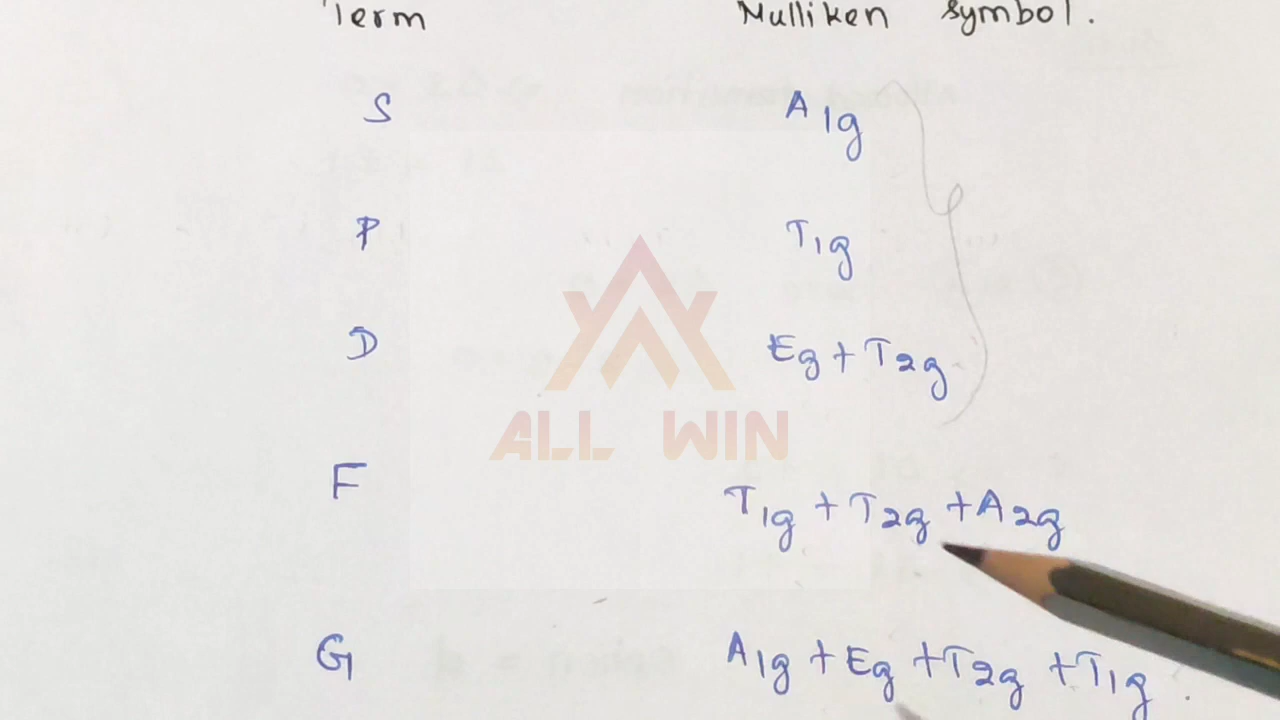 Term Mulliken symbol.
S A1g
P T1g
D Eg + T2g
ALL WIN
F T1g + T2g + A2g
G A1g + Eg + T2g + T1g.